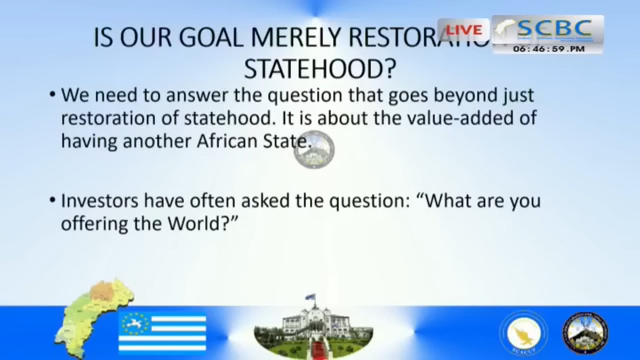 LIVE
SCBC
06:46:59 PM
IS OUR GOAL MERELY RESTORATION
STATEHOOD?
• We need to answer the question that goes beyond just
restoration of statehood. It is about the value-added of
having another African State.
• Investors have often asked the question: “What are you
offering the World?”